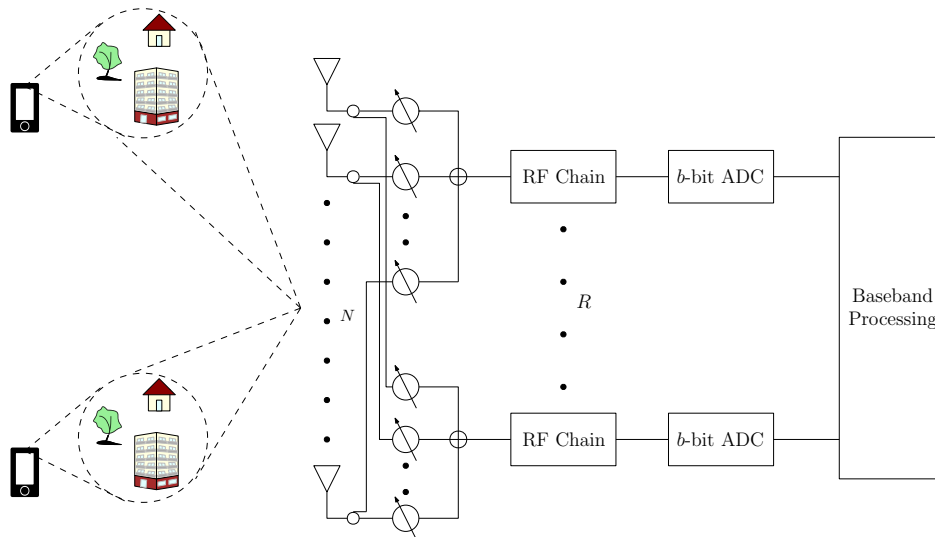 RF Chain
b-bit ADC
N
R
Baseband
Processing
RF Chain
b-bit ADC